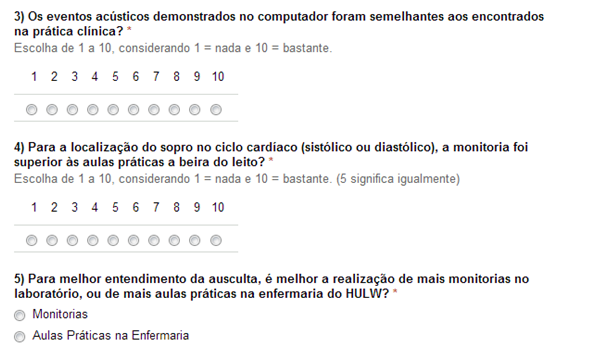 3) Os eventos acústicos demonstrados no computador foram semelhantes aos encontrados
na prática clínica? *
Escolha de 1 a 10, considerando 1 = nada e 10 = bastante.
1 2 3 4 5 6 7 8 9 10
4) Para a localização do sopro no ciclo cardíaco (sistólico ou diastólico), a monitoria foi
superior às aulas práticas a beira do leito? *
Escolha de 1 a 10, considerando 1 = nada e 10 = bastante. (5 significa igualmente)
1 2 3 4 5 6 7 8 9 10
5) Para melhor entendimento da ausculta, é melhor a realização de mais monitorias no
laboratório, ou de mais aulas práticas na enfermaria do HULW? *
Monitorias
Aulas Práticas na Enfermaria